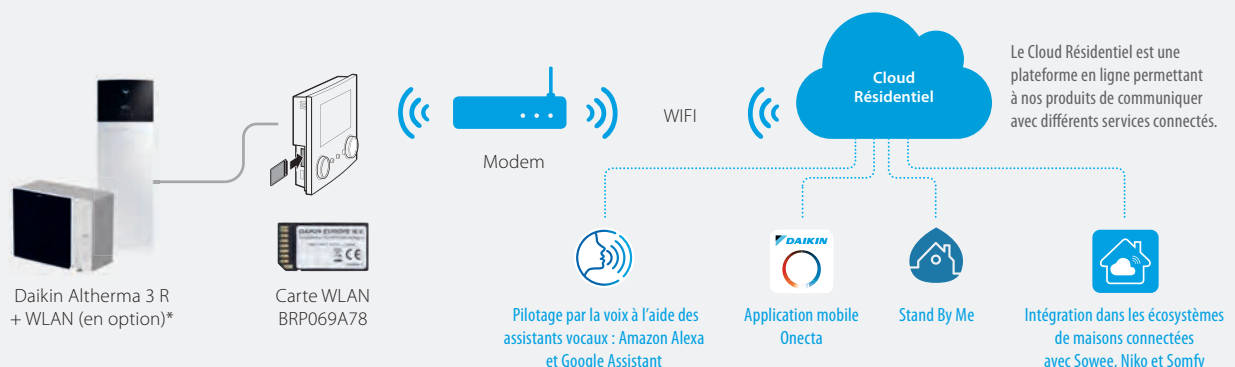 Le Cloud Résidentiel est une
plateforme en ligne permettant
à nos produits de communiquer
avec différents services connectés.
Cloud
Résidentiel
WIFI
Modem
DAIKIN EUROPE N.V.
CE
DAIKIN
Daikin Altherma 3 R
+ WLAN (en option)*
Carte WLAN
BRP069A78
Pilotage par la voix à l'aide des
assistants vocaux : Amazon Alexa
et Google Assistant
Application mobile
Onecta
Stand By Me
Intégration dans les écosystèmes
de maisons connectées
avec Sowee, Niko et Somfy